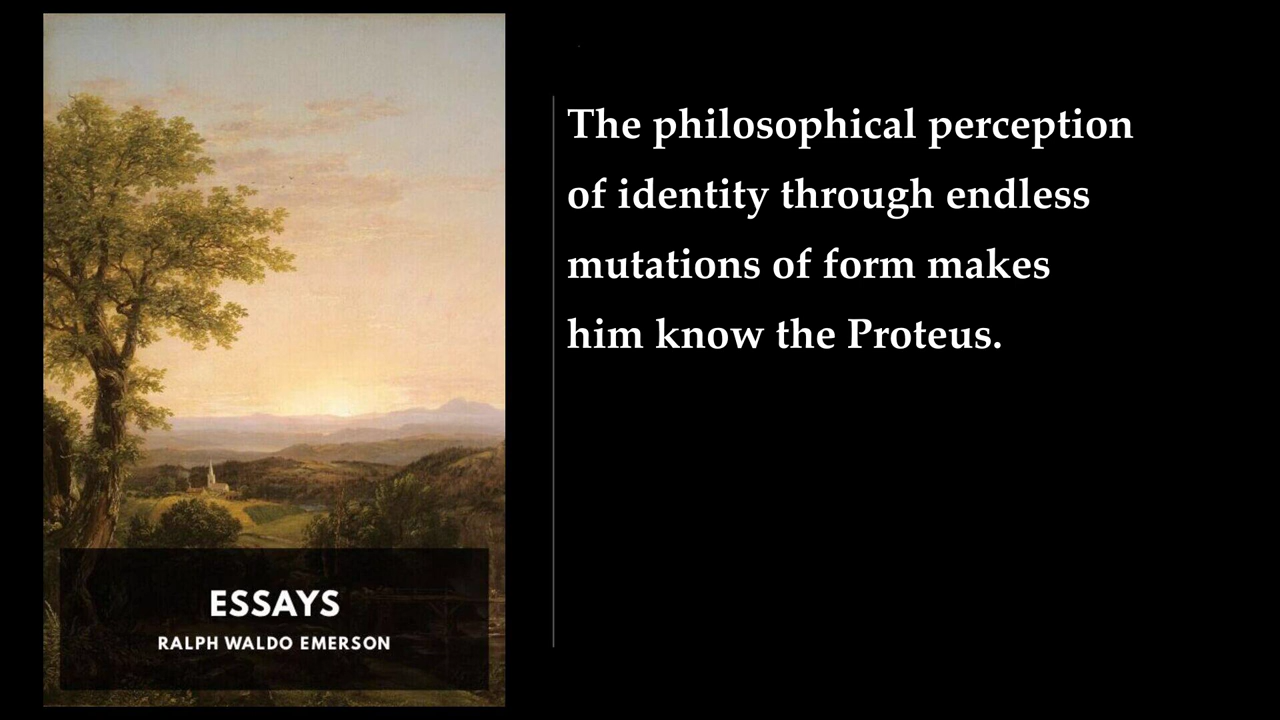 The philosophical perception
of identity through endless
mutations of form makes
him know the Proteus.
ESSAYS
RALPH WALDO EMERSON